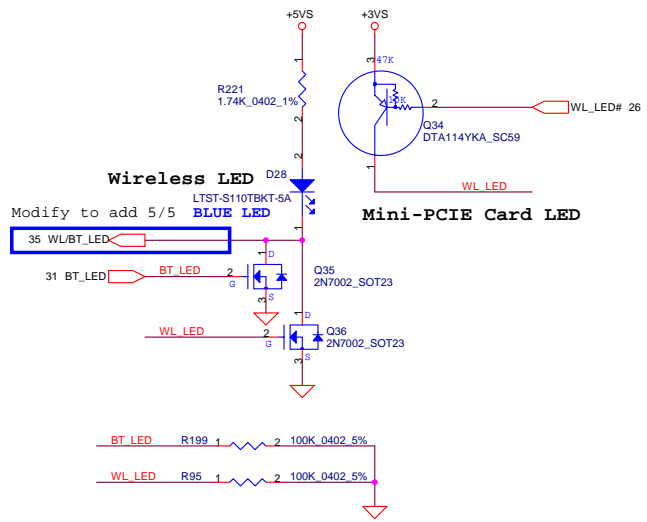 +5VS
+3VS
1
3
47K
R221
1.74K_0402_1%
10K
2
WL_LED# 26
2
Q34
DTA114YKA_SC59
2
D28
1
Wireless LED
WL_LED
LTST-S110TBKT-5A
Modify to add 5/5
BLUE LED
Mini-PCIE Card LED
1
35 WL/BT_LED
1
D
31 BT_LED
BT_LED
2
G
Q35
2N7002_SOT23
3
S
1
D
WL_LED
2
G
Q36
2N7002_SOT23
3
S
BT_LED
R199
1
2
100K_0402_5%
WL_LED
R95
1
2
100K_0402_5%